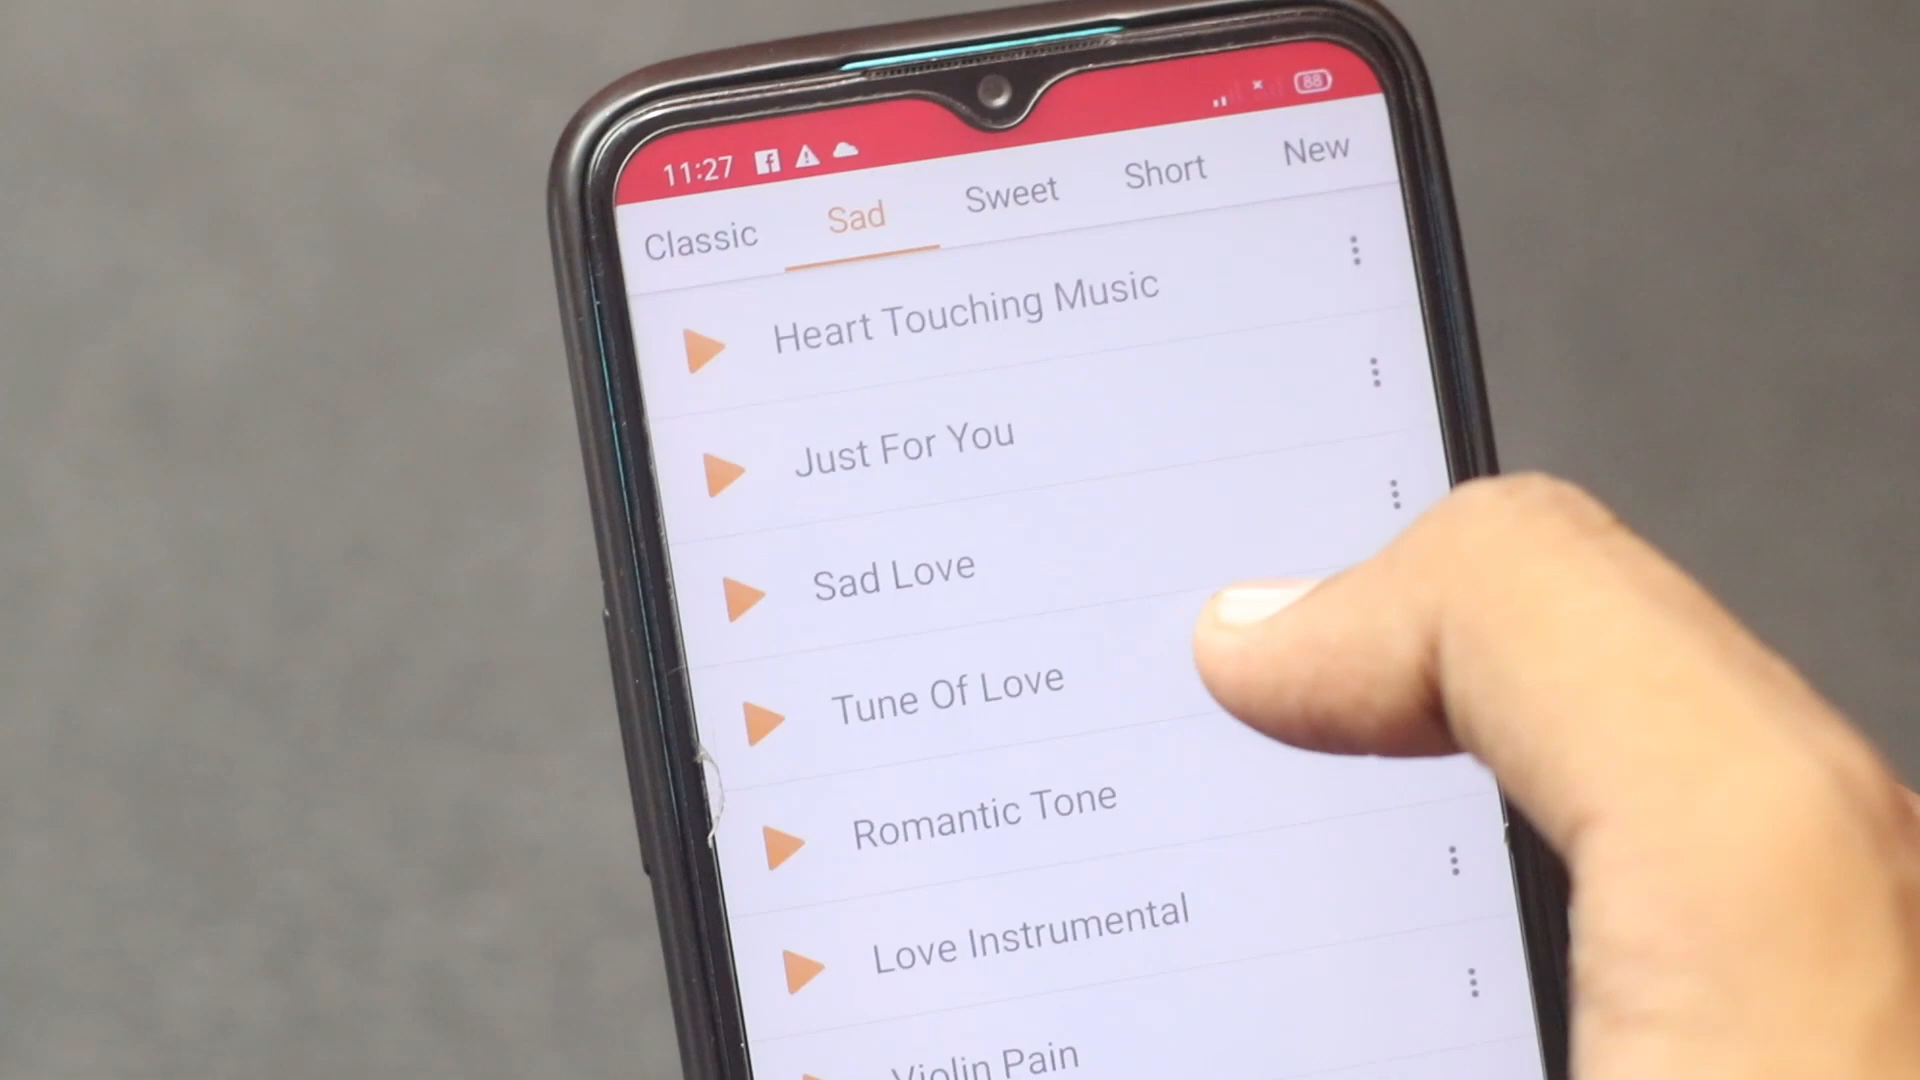 11:27
88
Classic Sad Sweet Short New
Heart Touching Music
Just For You
Sad Love
Tune Of Love
Romantic Tone
Love Instrumental
Violin Pain